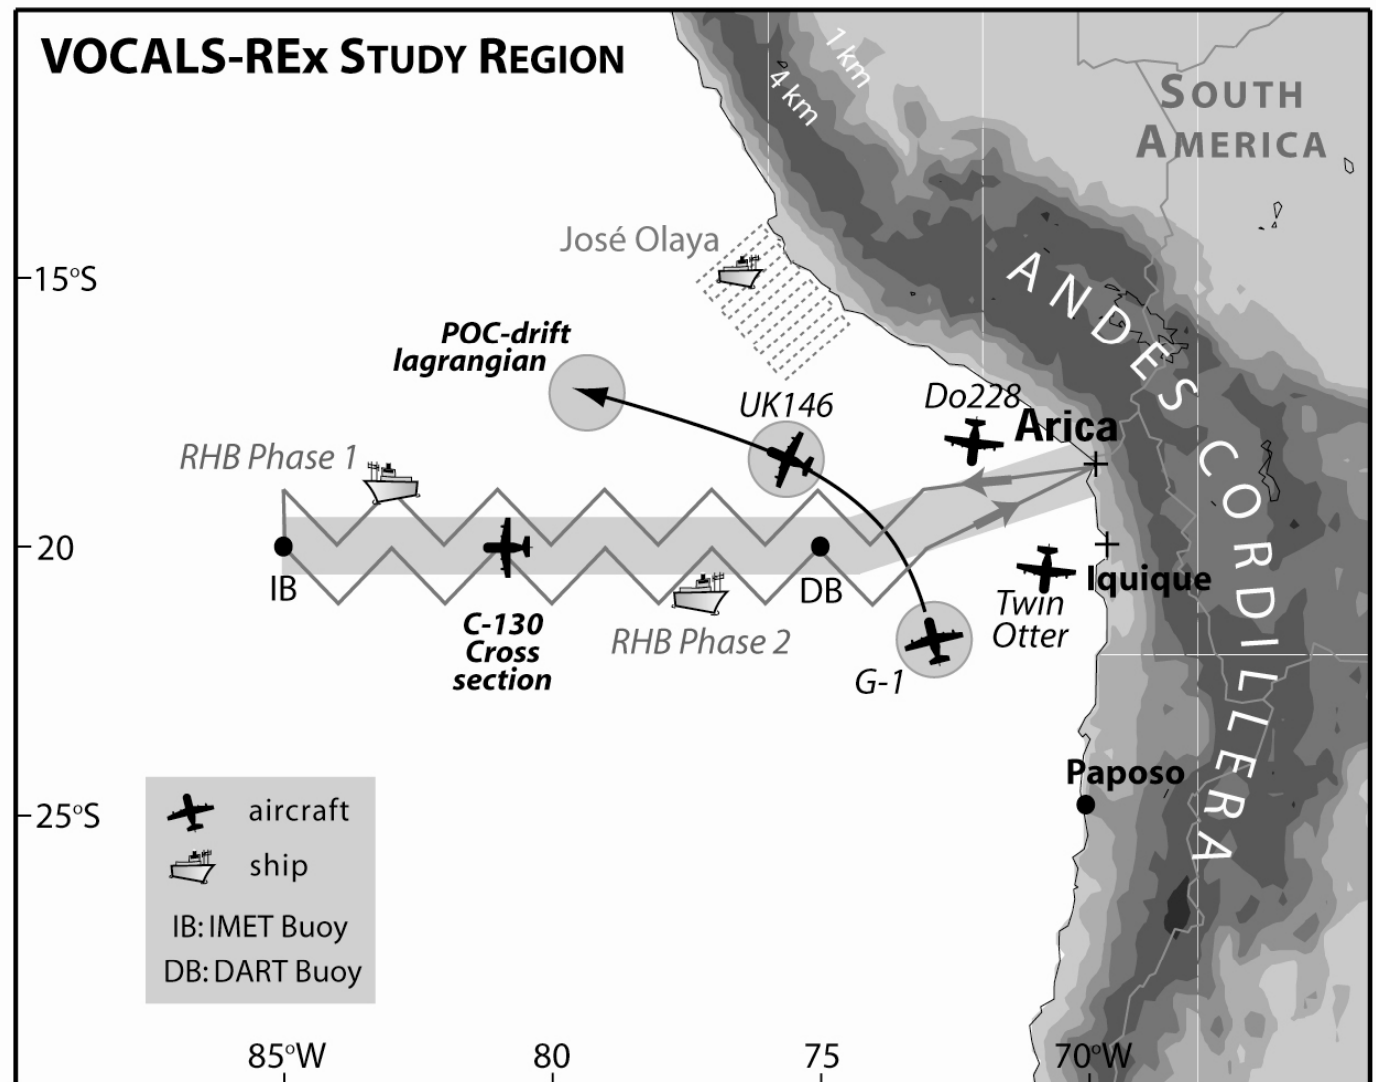 VOCALS-REx STUDY REGION
1 km
4 km
SOUTH
AMERICA
José Olaya
15°S
ANDES CORDILLERA
POC-drift
lagrangian
UK146
Do228
Arica
RHB Phase 1
20
IB
DB
Iquique
C-130
Cross
section
RHB Phase 2
Twin
Otter
G-1
Paposo
25°S
aircraft
ship
IB: IMET Buoy
DB: DART Buoy
85°W
80
75
70°W